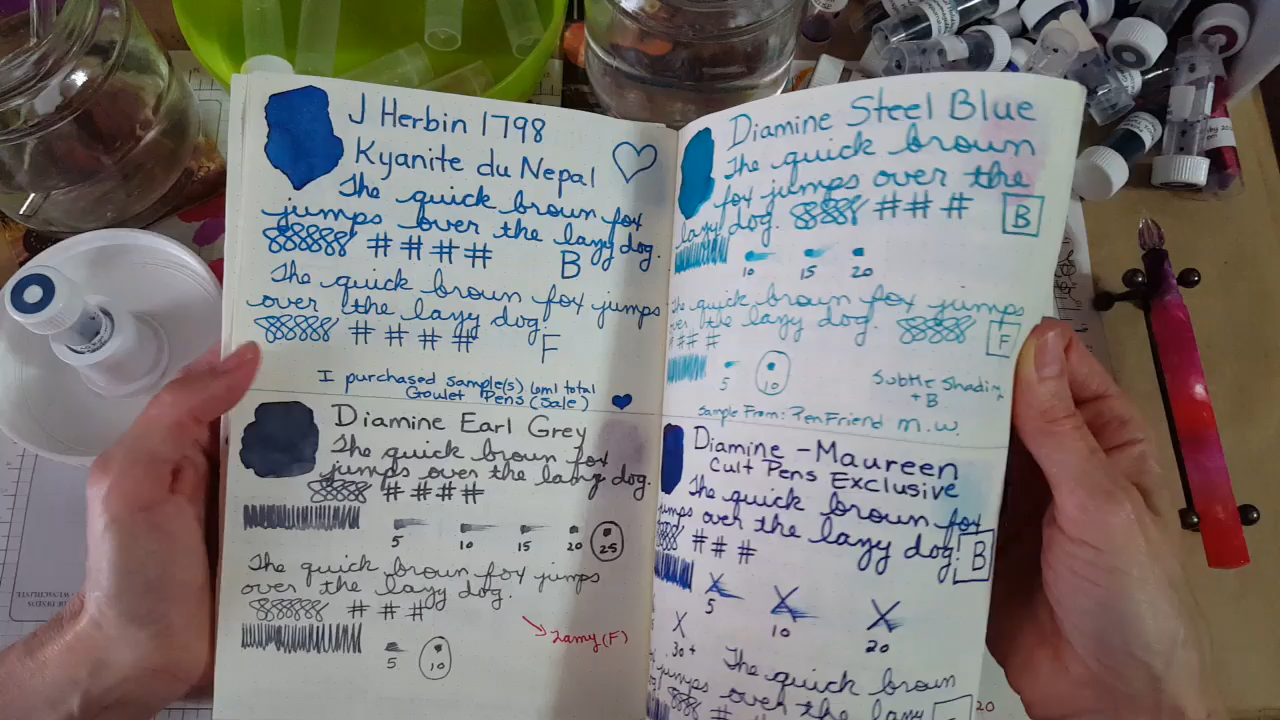 J Herbin 1798
Kyanite du Nepal
The quick brown fox
jumps over the lazy dog.
# # # #
B
The quick brown fox jumps
over the lazy dog.
# # # #
F
I purchased sample(s) 6ml total
Goulet Pens (Sale)
Diamine Earl Grey
The quick brown fox
jumps over the lazy dog.
# # # #
5 10 15 20 25
The quick brown fox jumps
over the lazy dog.
# # #
5 10
Lamy (F)
Diamine Steel Blue
The quick brown
fox jumps over the
lazy dog. # # #
B
10 15 20
The quick brown fox jumps
over the lazy dog.
# # #
F
5 10
Subtle Shading
+ B
Sample From: PenFriend M.W.
Diamine - Maureen
Cult Pens Exclusive
The quick brown fox
jumps over the lazy dog!
# # #
B
5 10 20
30+
The quick brown
jumps over the lazy
# #
20